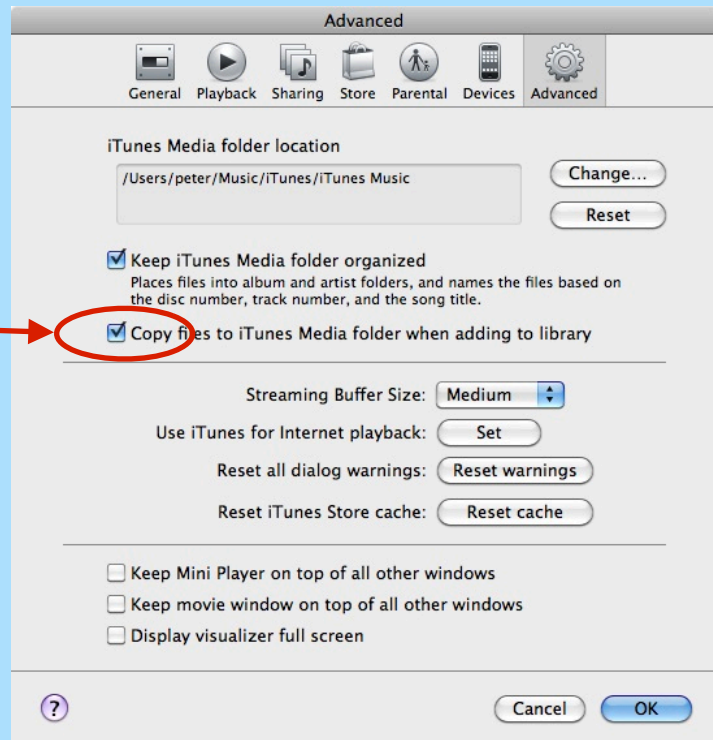 Advanced
General Playback Sharing Store Parental Devices Advanced
iTunes Media folder location
/Users/peter/Music/iTunes/iTunes Music
Change...
Reset
Keep iTunes Media folder organized
Places files into album and artist folders, and names the files based on
the disc number, track number, and the song title.
Copy files to iTunes Media folder when adding to library
Streaming Buffer Size: Medium
Use iTunes for Internet playback: Set
Reset all dialog warnings: Reset warnings
Reset iTunes Store cache: Reset cache
Keep Mini Player on top of all other windows
Keep movie window on top of all other windows
Display visualizer full screen
? Cancel OK